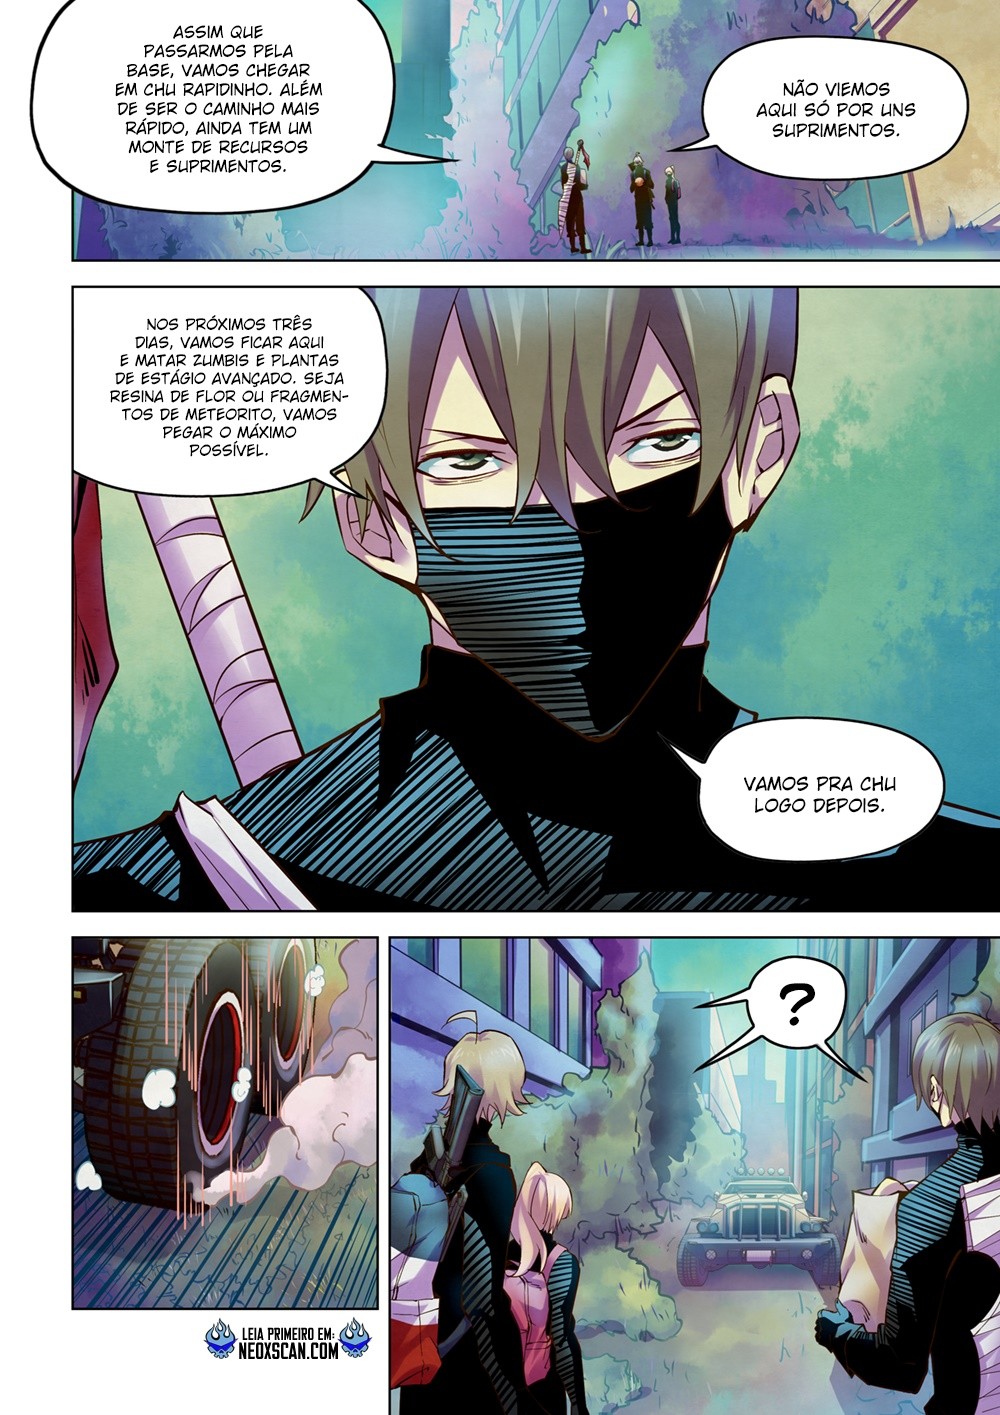 ASSIM QUE
PASSARMOS PELA
BASE, VAMOS CHEGAR
EM CHU RAPIDINHO. ALÉM
DE SER O CAMINHO MAIS
RÁPIDO, AINDA TEM UM
MONTE DE RECURSOS
E SUPRIMENTOS.
NÃO VIEMOS
AQUI SÓ POR UNS
SUPRIMENTOS.
NOS PRÓXIMOS TRÊS
DIAS, VAMOS FICAR AQUI
E MATAR ZUMBIS E PLANTAS
DE ESTÁGIO AVANÇADO. SEJA
RESINA DE FLOR OU FRAGMEN-
TOS DE METEORITO, VAMOS
PEGAR O MÁXIMO
POSSÍVEL.
VAMOS PRA CHU
LOGO DEPOIS.
?
LEIA PRIMEIRO EM:
NEOXSCAN.COM